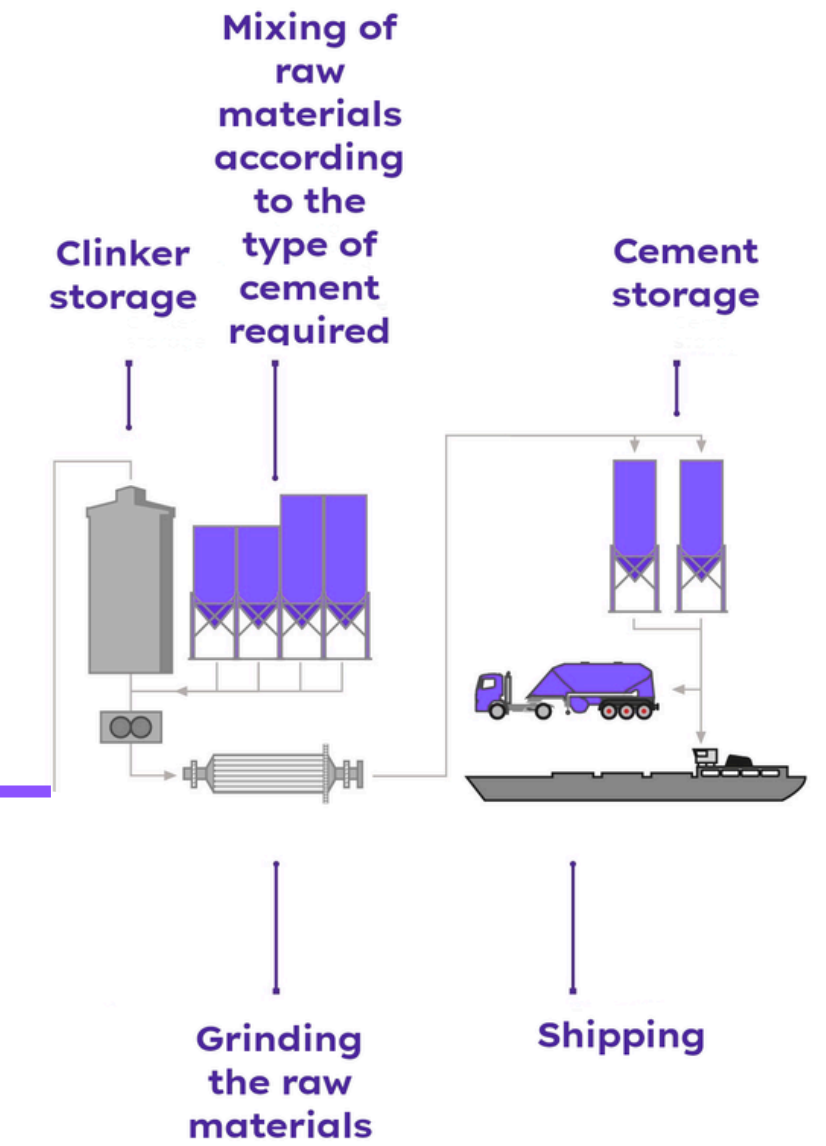 Mixing of
raw
materials
according
to the
type of
cement
required
Clinker
storage
Cement
storage
Grinding
the raw
materials
Shipping